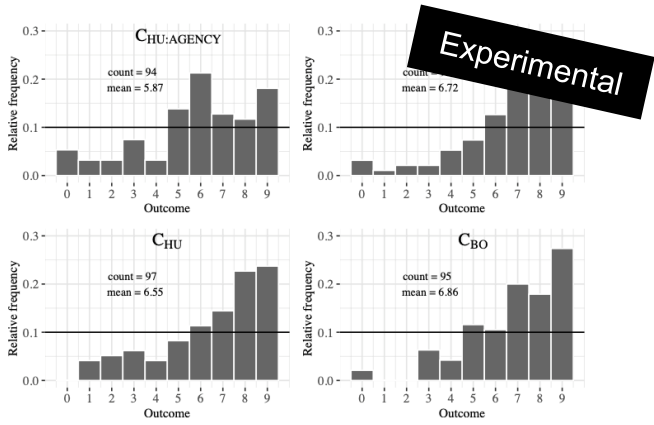 C HU:AGENCY
count = 94
mean = 5.87
Relative frequency
0.3
0.2
0.1
0.0
0 1 2 3 4 5 6 7 8 9
Outcome
Experimental
mean = 6.72
Relative frequency
0.3
0.2
0.1
0.0
0 1 2 3 4 5 6 7 8 9
Outcome
C HU
count = 97
mean = 6.55
Relative frequency
0.3
0.2
0.1
0.0
0 1 2 3 4 5 6 7 8 9
Outcome
C BO
count = 95
mean = 6.86
Relative frequency
0.3
0.2
0.1
0.0
0 1 2 3 4 5 6 7 8 9
Outcome